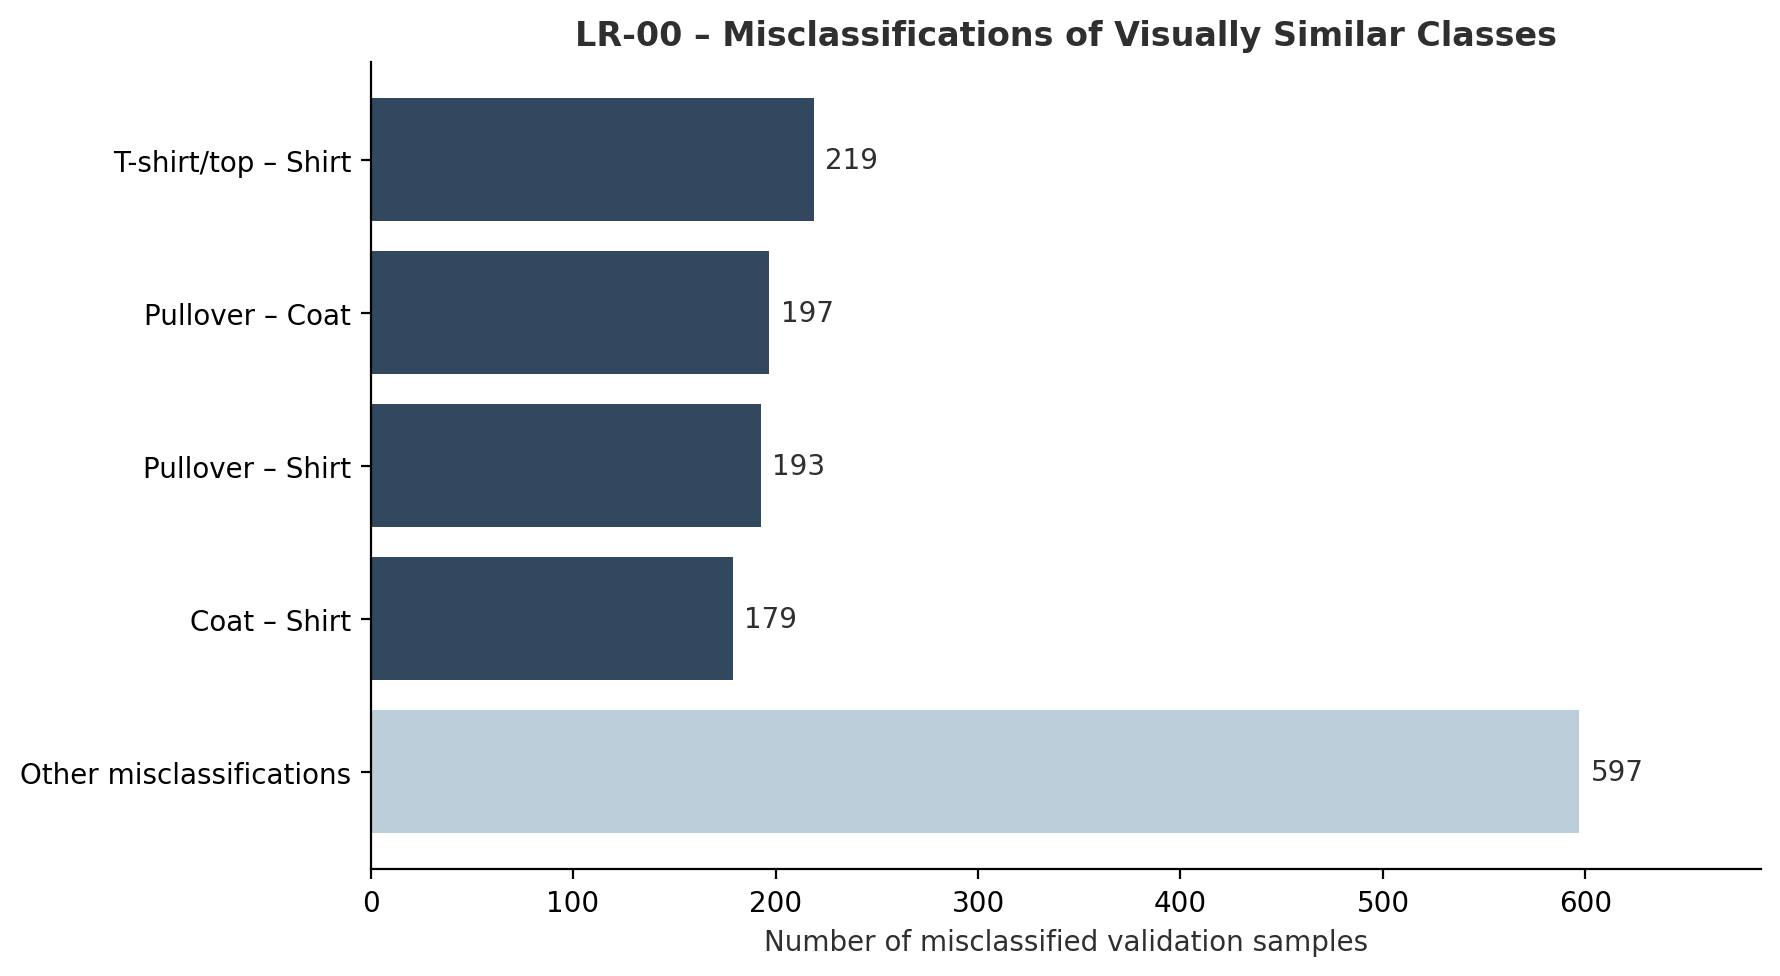 LR-00 – Misclassifications of Visually Similar Classes
T-shirt/top – Shirt
219
Pullover – Coat
197
Pullover – Shirt
193
Coat – Shirt
179
Other misclassifications
597
0 100 200 300 400 500 600
Number of misclassified validation samples